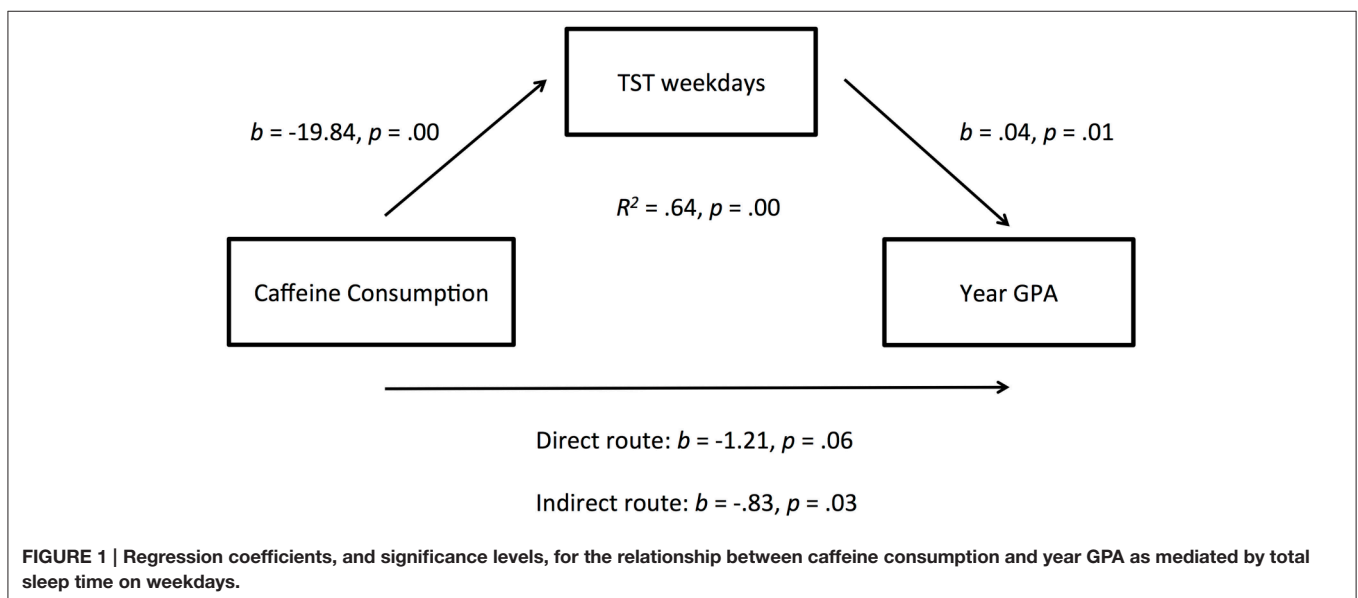 TST weekdays
b = -19.84, p = .00
b = .04, p = .01
R² = .64, p = .00
Caffeine Consumption
Year GPA
Direct route: b = -1.21, p = .06
Indirect route: b = -.83, p = .03
FIGURE 1 | Regression coefficients, and significance levels, for the relationship between caffeine consumption and year GPA as mediated by total
sleep time on weekdays.